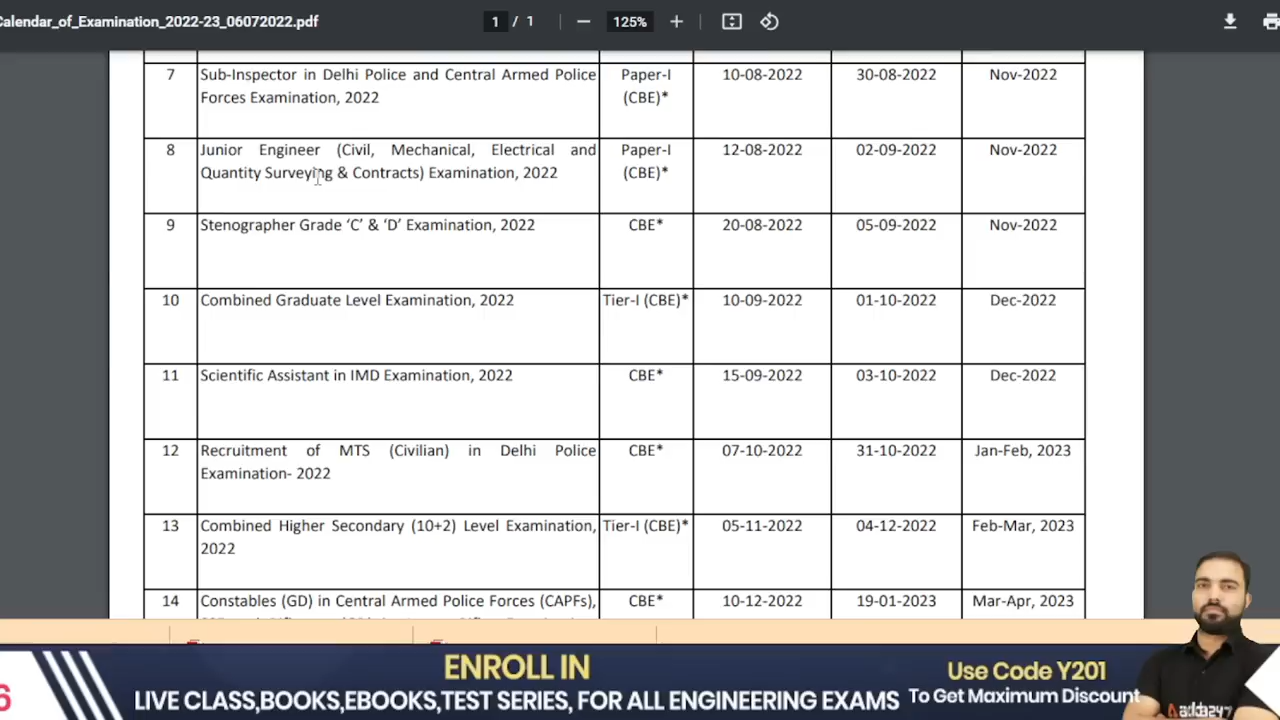 Calendar_of_Examination_2022-23_06072022.pdf
1 / 1
125%
7 Sub-Inspector in Delhi Police and Central Armed Police Paper-I 10-08-2022 30-08-2022 Nov-2022
Forces Examination, 2022 (CBE)*
8 Junior Engineer (Civil, Mechanical, Electrical and Paper-I 12-08-2022 02-09-2022 Nov-2022
Quantity Surveying & Contracts) Examination, 2022 (CBE)*
9 Stenographer Grade ‘C’ & ‘D’ Examination, 2022 CBE* 20-08-2022 05-09-2022 Nov-2022
10 Combined Graduate Level Examination, 2022 Tier-I (CBE)* 10-09-2022 01-10-2022 Dec-2022
11 Scientific Assistant in IMD Examination, 2022 CBE* 15-09-2022 03-10-2022 Dec-2022
12 Recruitment of MTS (Civilian) in Delhi Police CBE* 07-10-2022 31-10-2022 Jan-Feb, 2023
Examination- 2022
13 Combined Higher Secondary (10+2) Level Examination, Tier-I (CBE)* 05-11-2022 04-12-2022 Feb-Mar, 2023
2022
14 Constables (GD) in Central Armed Police Forces (CAPFs), CBE* 10-12-2022 19-01-2023 Mar-Apr, 2023
6
ENROLL IN
LIVE CLASS,BOOKS,EBOOKS,TEST SERIES, FOR ALL ENGINEERING EXAMS
Use Code Y201
To Get Maximum Discount
adda247